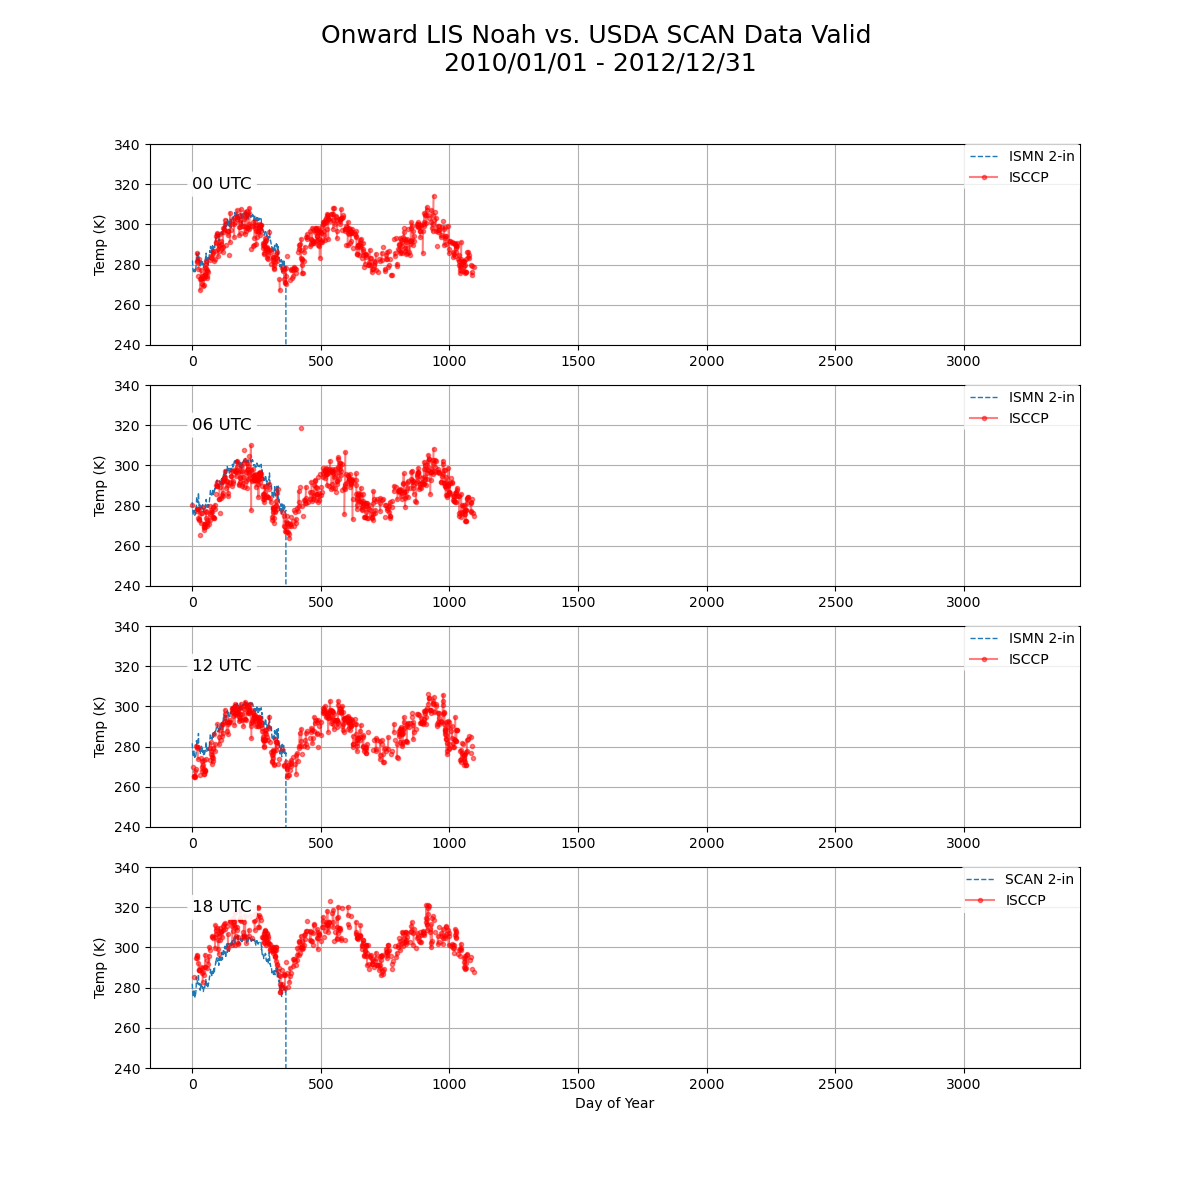 Onward LIS Noah vs. USDA SCAN Data Valid
2010/01/01 - 2012/12/31
340
320
300
280
260
240
Temp (K)
00 UTC
ISMN 2-in
ISCCP
0 500 1000 1500 2000 2500 3000
340
320
300
280
260
240
Temp (K)
06 UTC
ISMN 2-in
ISCCP
0 500 1000 1500 2000 2500 3000
340
320
300
280
260
240
Temp (K)
12 UTC
ISMN 2-in
ISCCP
0 500 1000 1500 2000 2500 3000
340
320
300
280
260
240
Temp (K)
18 UTC
SCAN 2-in
ISCCP
0 500 1000 1500 2000 2500 3000
Day of Year